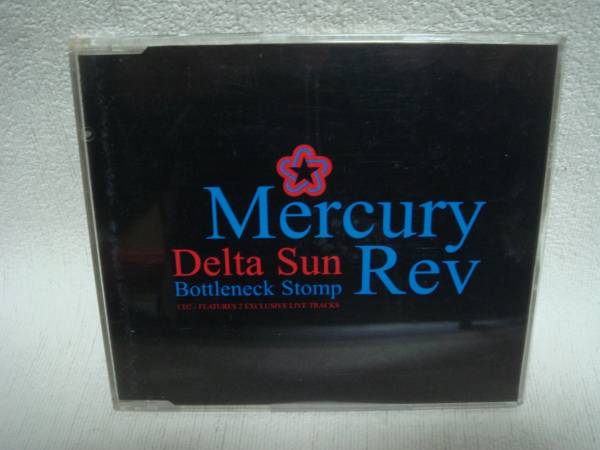 Mercury
Rev
Delta Sun
Bottleneck Stomp
CD2 - FEATURES 2 EXCLUSIVE LIVE TRACKS